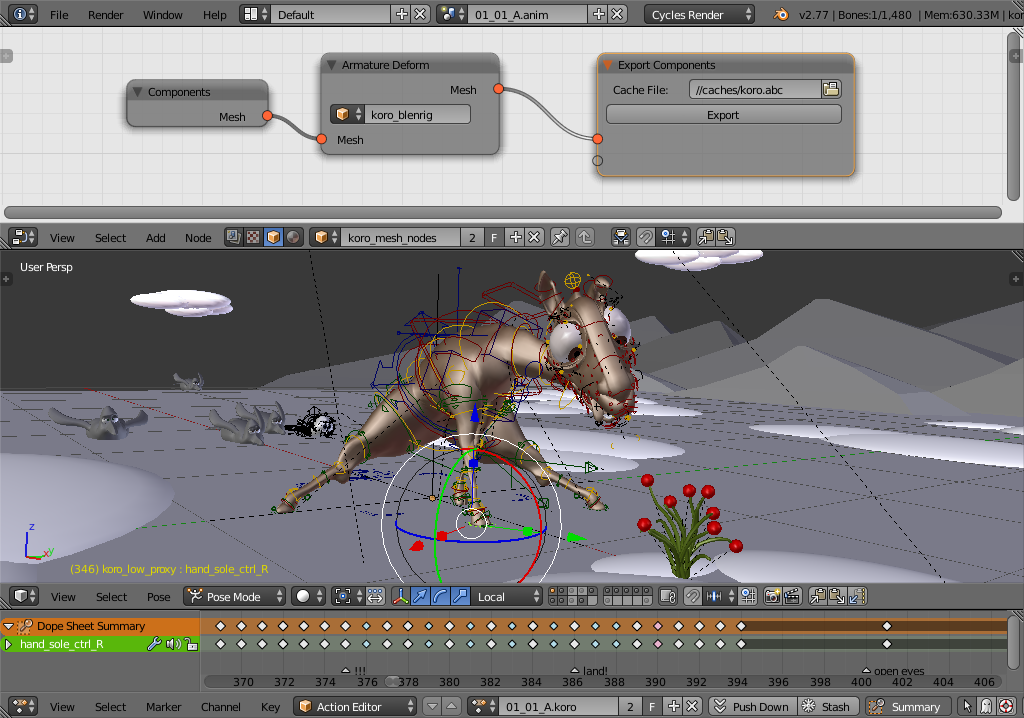 File Render Window Help Default 01_01_A.anim Cycles Render v2.77 | Bones:1/1,480 | Mem:630.33M | kor
Armature Deform
Export Components
Components
Mesh
Cache File: //caches/koro.abc
Mesh
koro_blenrig
Export
Mesh
View Select Add Node koro_mesh_nodes 2 F
User Persp
z
y
x
(346) koro_low_proxy : hand_sole_ctrl_R
View Select Pose Pose Mode Local
Dope Sheet Summary
hand_sole_ctrl_R
!!! land! open eyes
370 372 374 376 378 380 382 384 386 388 390 392 394 396 398 400 402 404 406
View Select Marker Channel Key Action Editor 01_01_A.koro 2 F Push Down Stash Summary